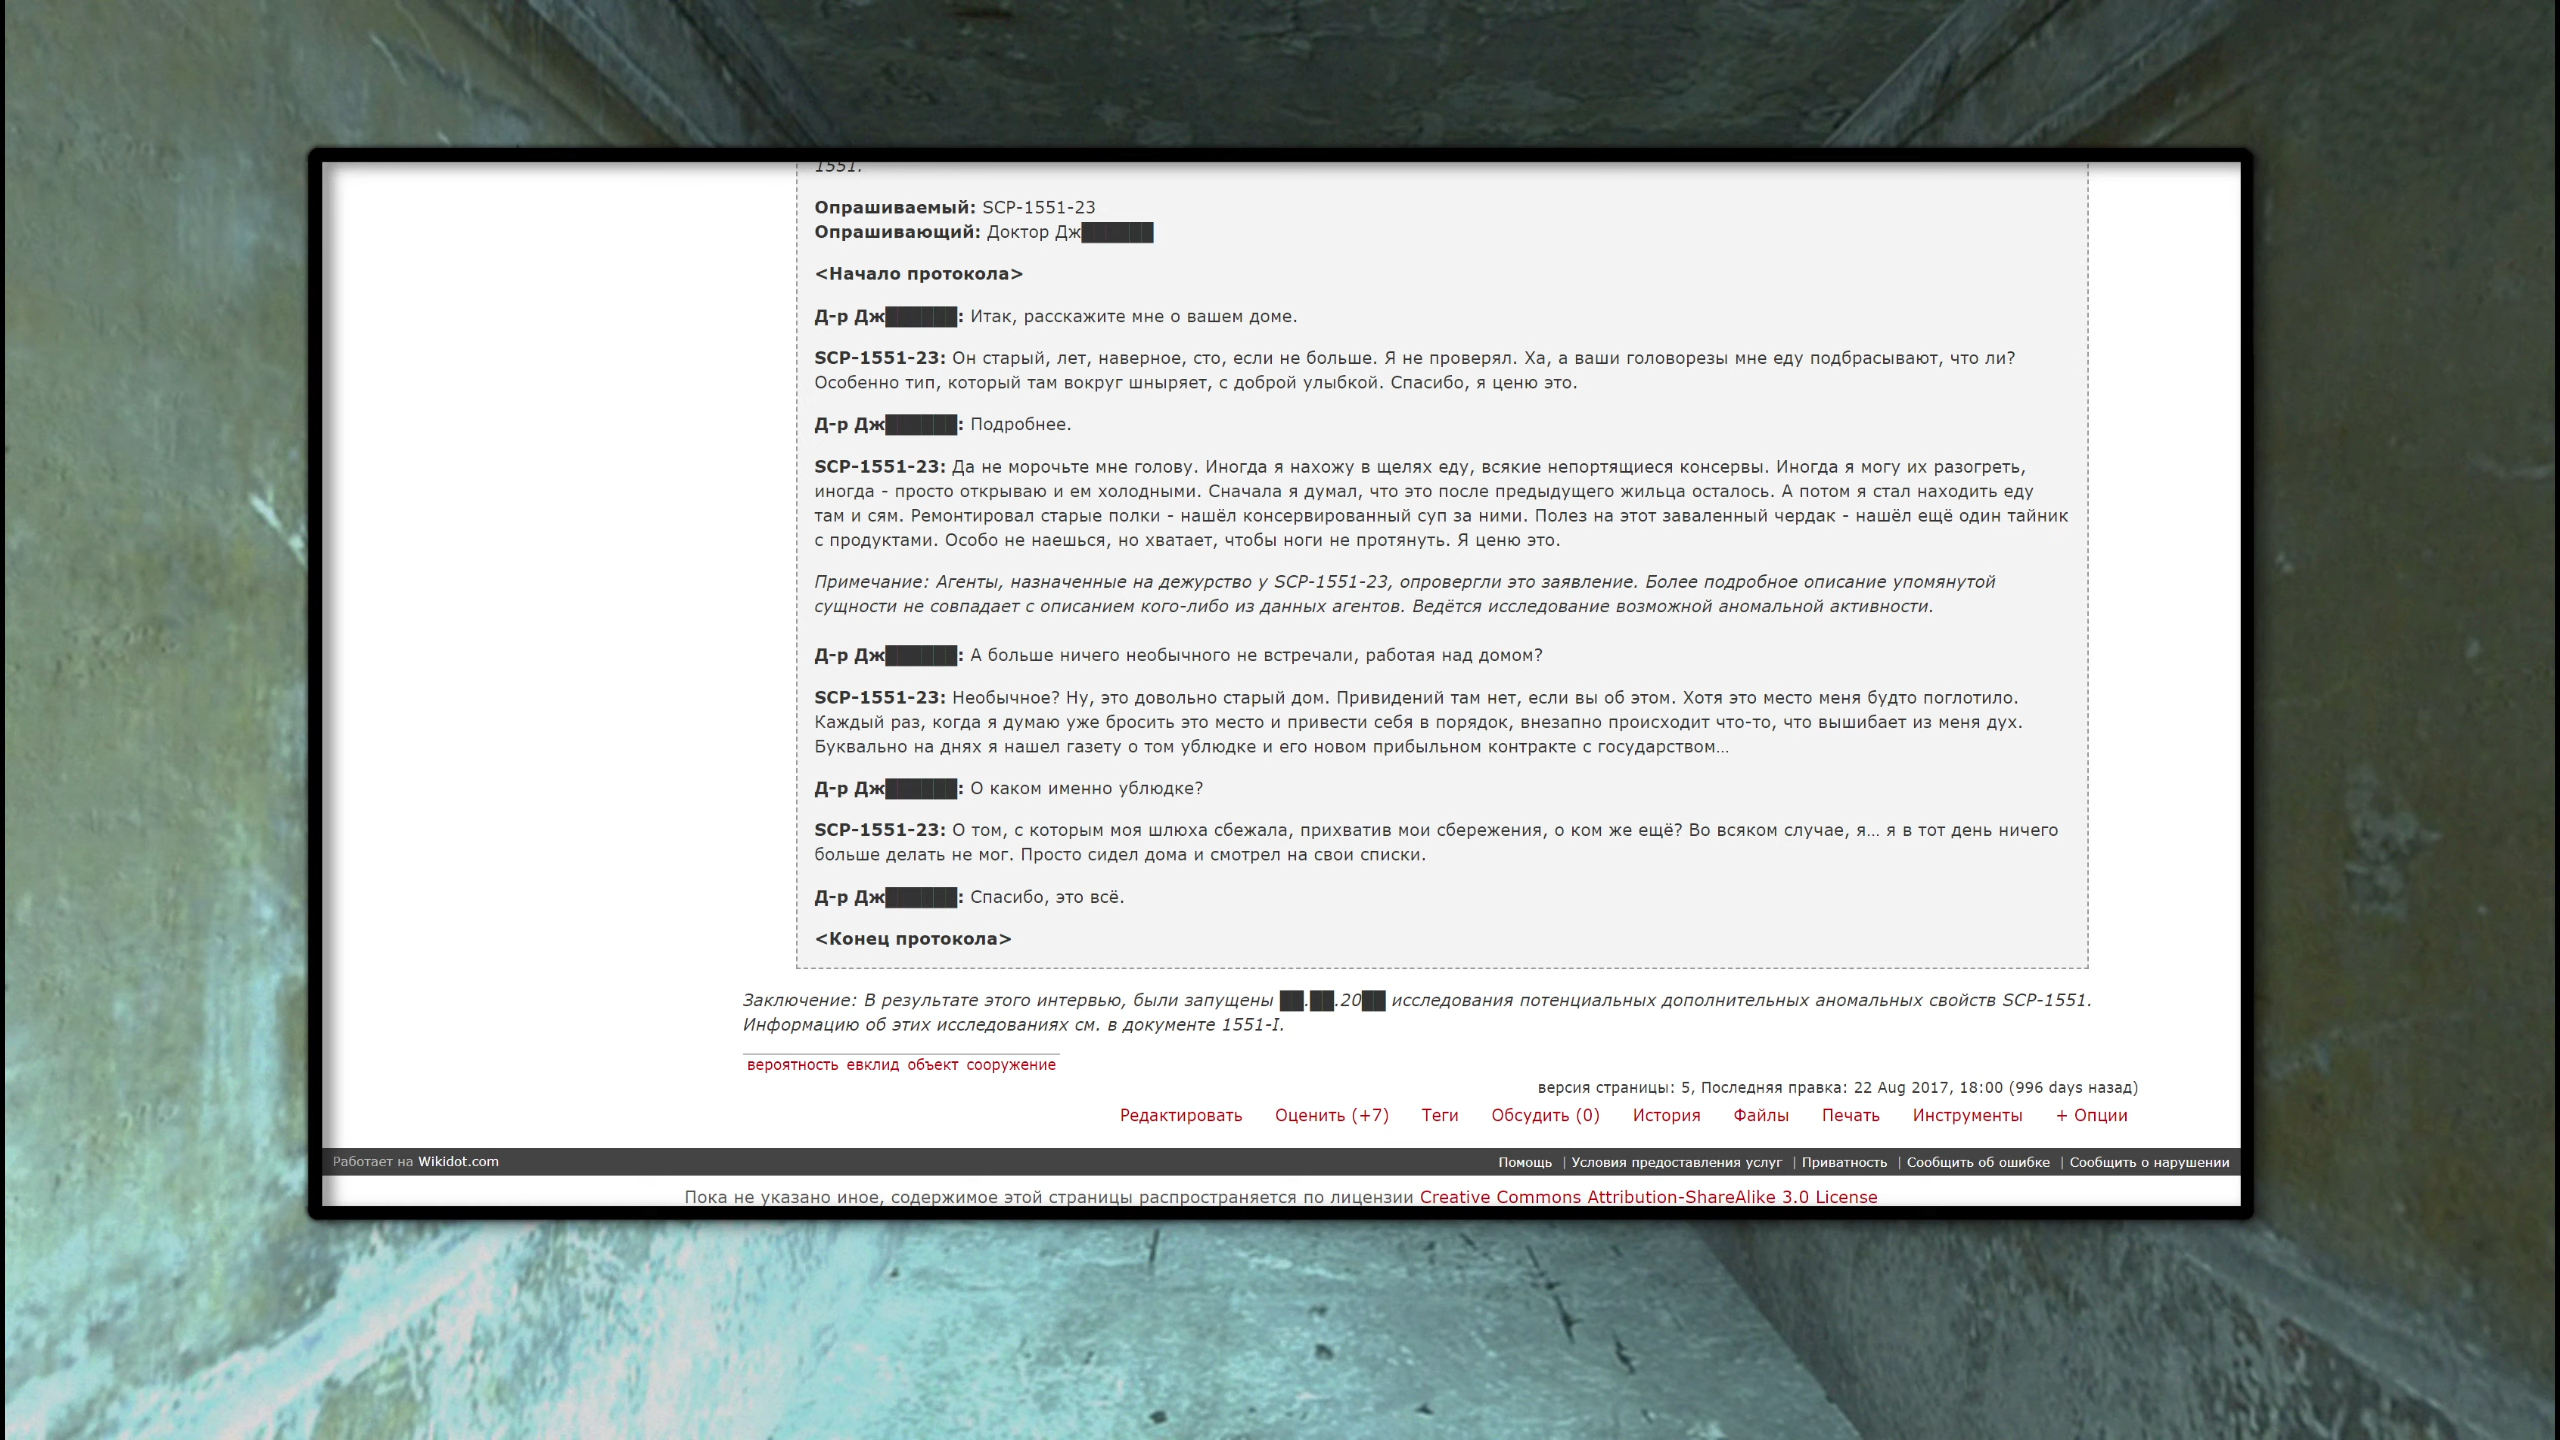 1551.
Опрашиваемый: SCP-1551-23
Опрашивающий: Доктор Дж██████
<Начало протокола>
Д-р Дж██████: Итак, расскажите мне о вашем доме.
SCP-1551-23: Он старый, лет, наверное, сто, если не больше. Я не проверял. Ха, а ваши головорезы мне еду подбрасывают, что ли?
Особенно тип, который там вокруг шныряет, с доброй улыбкой. Спасибо, я ценю это.
Д-р Дж██████: Подробнее.
SCP-1551-23: Да не морочьте мне голову. Иногда я нахожу в щелях еду, всякие непортящиеся консервы. Иногда я могу их разогреть,
иногда - просто открываю и ем холодными. Сначала я думал, что это после предыдущего жильца осталось. А потом я стал находить еду
там и сям. Ремонтировал старые полки - нашёл консервированный суп за ними. Полез на этот заваленный чердак - нашёл ещё один тайник
с продуктами. Особо не наешься, но хватает, чтобы ноги не протянуть. Я ценю это.
Примечание: Агенты, назначенные на дежурство у SCP-1551-23, опровергли это заявление. Более подробное описание упомянутой
сущности не совпадает с описанием кого-либо из данных агентов. Ведётся исследование возможной аномальной активности.
Д-р Дж██████: А больше ничего необычного не встречали, работая над домом?
SCP-1551-23: Необычное? Ну, это довольно старый дом. Привидений там нет, если вы об этом. Хотя это место меня будто поглотило.
Каждый раз, когда я думаю уже бросить это место и привести себя в порядок, внезапно происходит что-то, что вышибает из меня дух.
Буквально на днях я нашел газету о том ублюдке и его новом прибыльном контракте с государством…
Д-р Дж██████: О каком именно ублюдке?
SCP-1551-23: О том, с которым моя шлюха сбежала, прихватив мои сбережения, о ком же ещё? Во всяком случае, я… я в тот день ничего
больше делать не мог. Просто сидел дома и смотрел на свои списки.
Д-р Дж██████: Спасибо, это всё.
<Конец протокола>
Заключение: В результате этого интервью, были запущены ██.██.20██ исследования потенциальных дополнительных аномальных свойств SCP-1551.
Информацию об этих исследованиях см. в документе 1551-I.
вероятность евклид объект сооружение
версия страницы: 5, Последняя правка: 22 Aug 2017, 18:00 (996 days назад)
Редактировать Оценить (+7) Теги Обсудить (0) История Файлы Печать Инструменты + Опции
Работает на Wikidot.com Помощь | Условия предоставления услуг | Приватность | Сообщить об ошибке | Сообщить о нарушении
Пока не указано иное, содержимое этой страницы распространяется по лицензии Creative Commons Attribution-ShareAlike 3.0 License